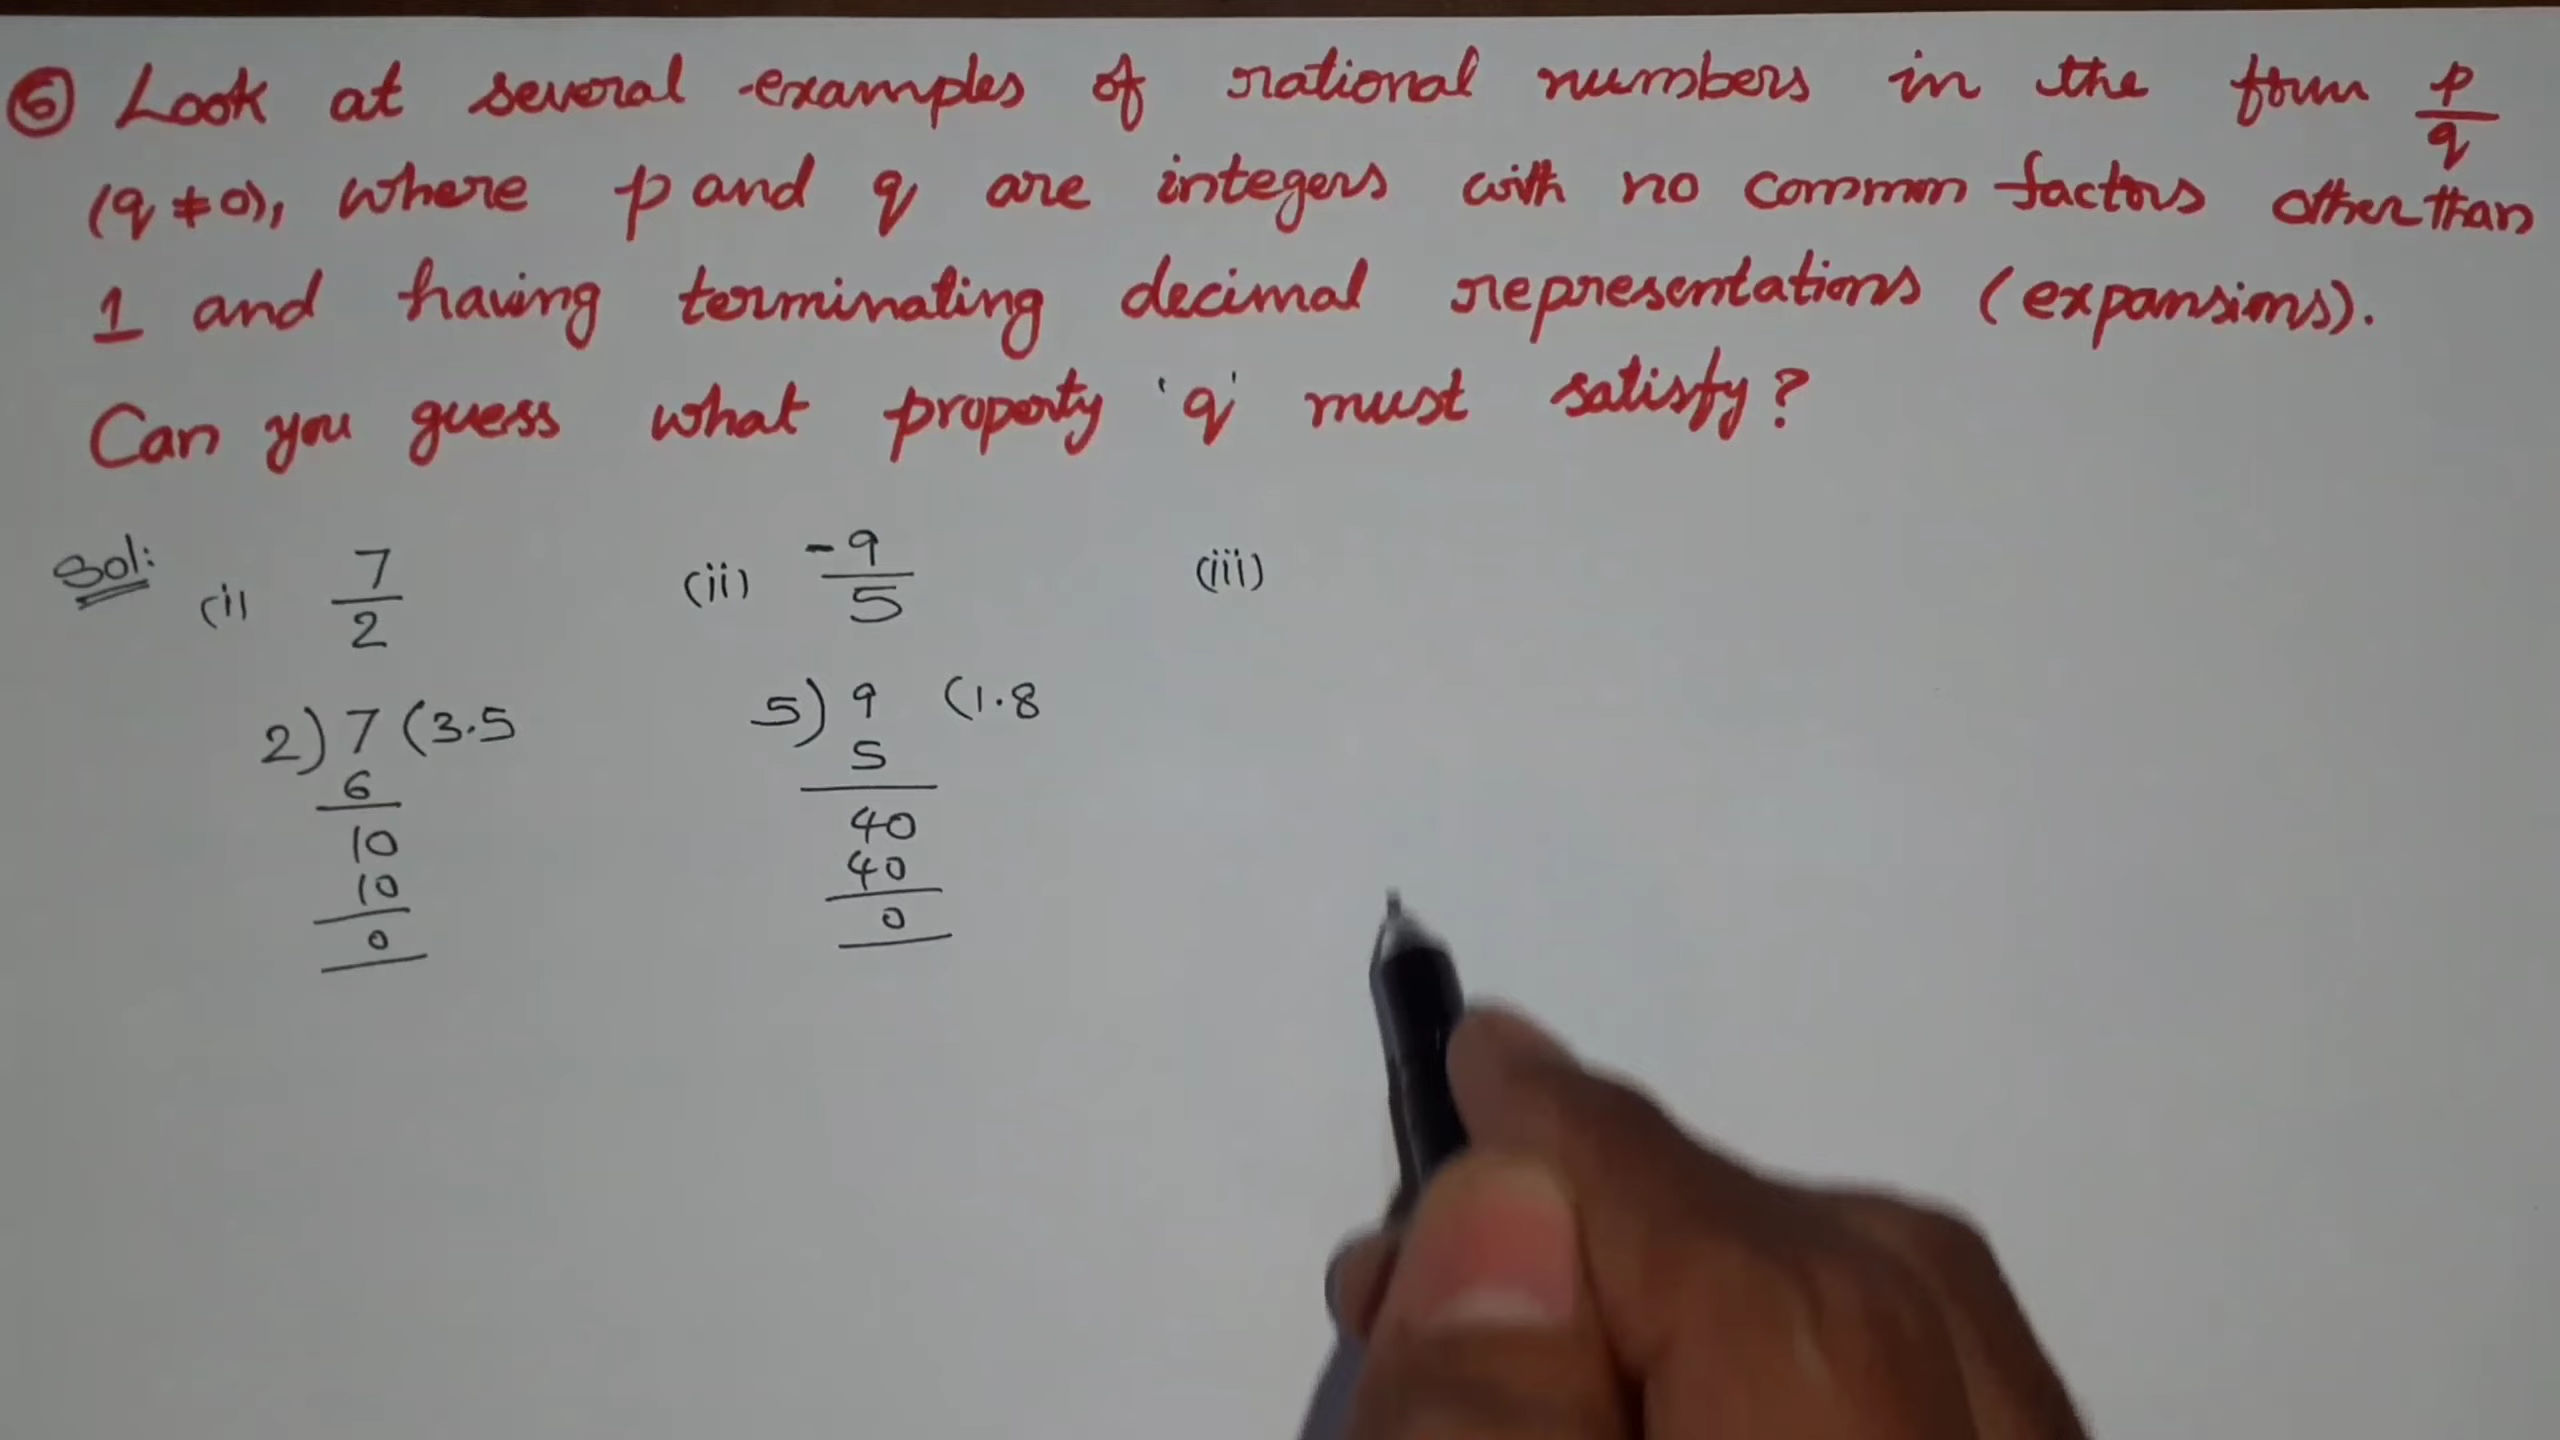 6 Look at several examples of rational numbers in the form p/q
(q ≠ 0), where p and q are integers with no common factors other than
1 and having terminating decimal representations (expansions).
Can you guess what property 'q' must satisfy?
Sol:
(i) 7/2
2) 7 (3.5
6
10
10
0
(ii) -9/5
5) 9 (1.8
5
40
40
0
(iii)